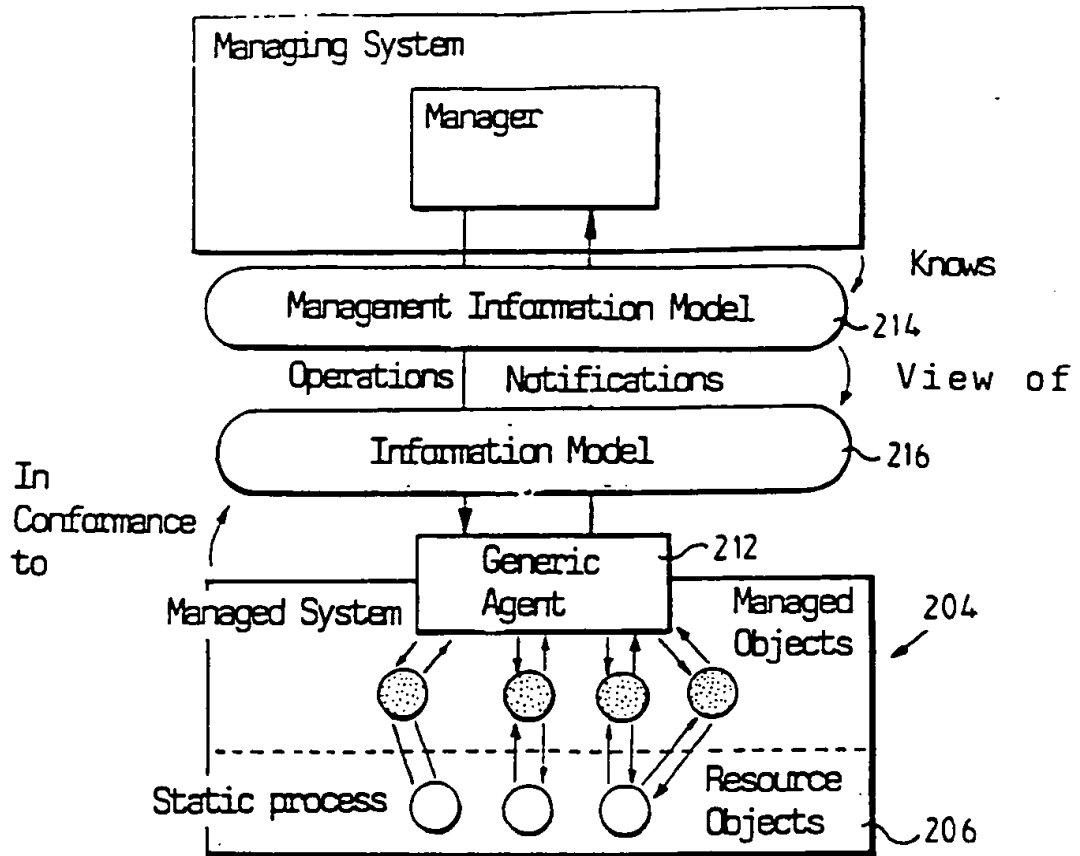 Managing System
Manager
Knows
Management Information Model
214
Operations
Notifications
View of
Information Model
216
In
Conformance
to
Generic
Agent
212
Managed System
Managed
Objects
204
Static process
Resource
Objects
206